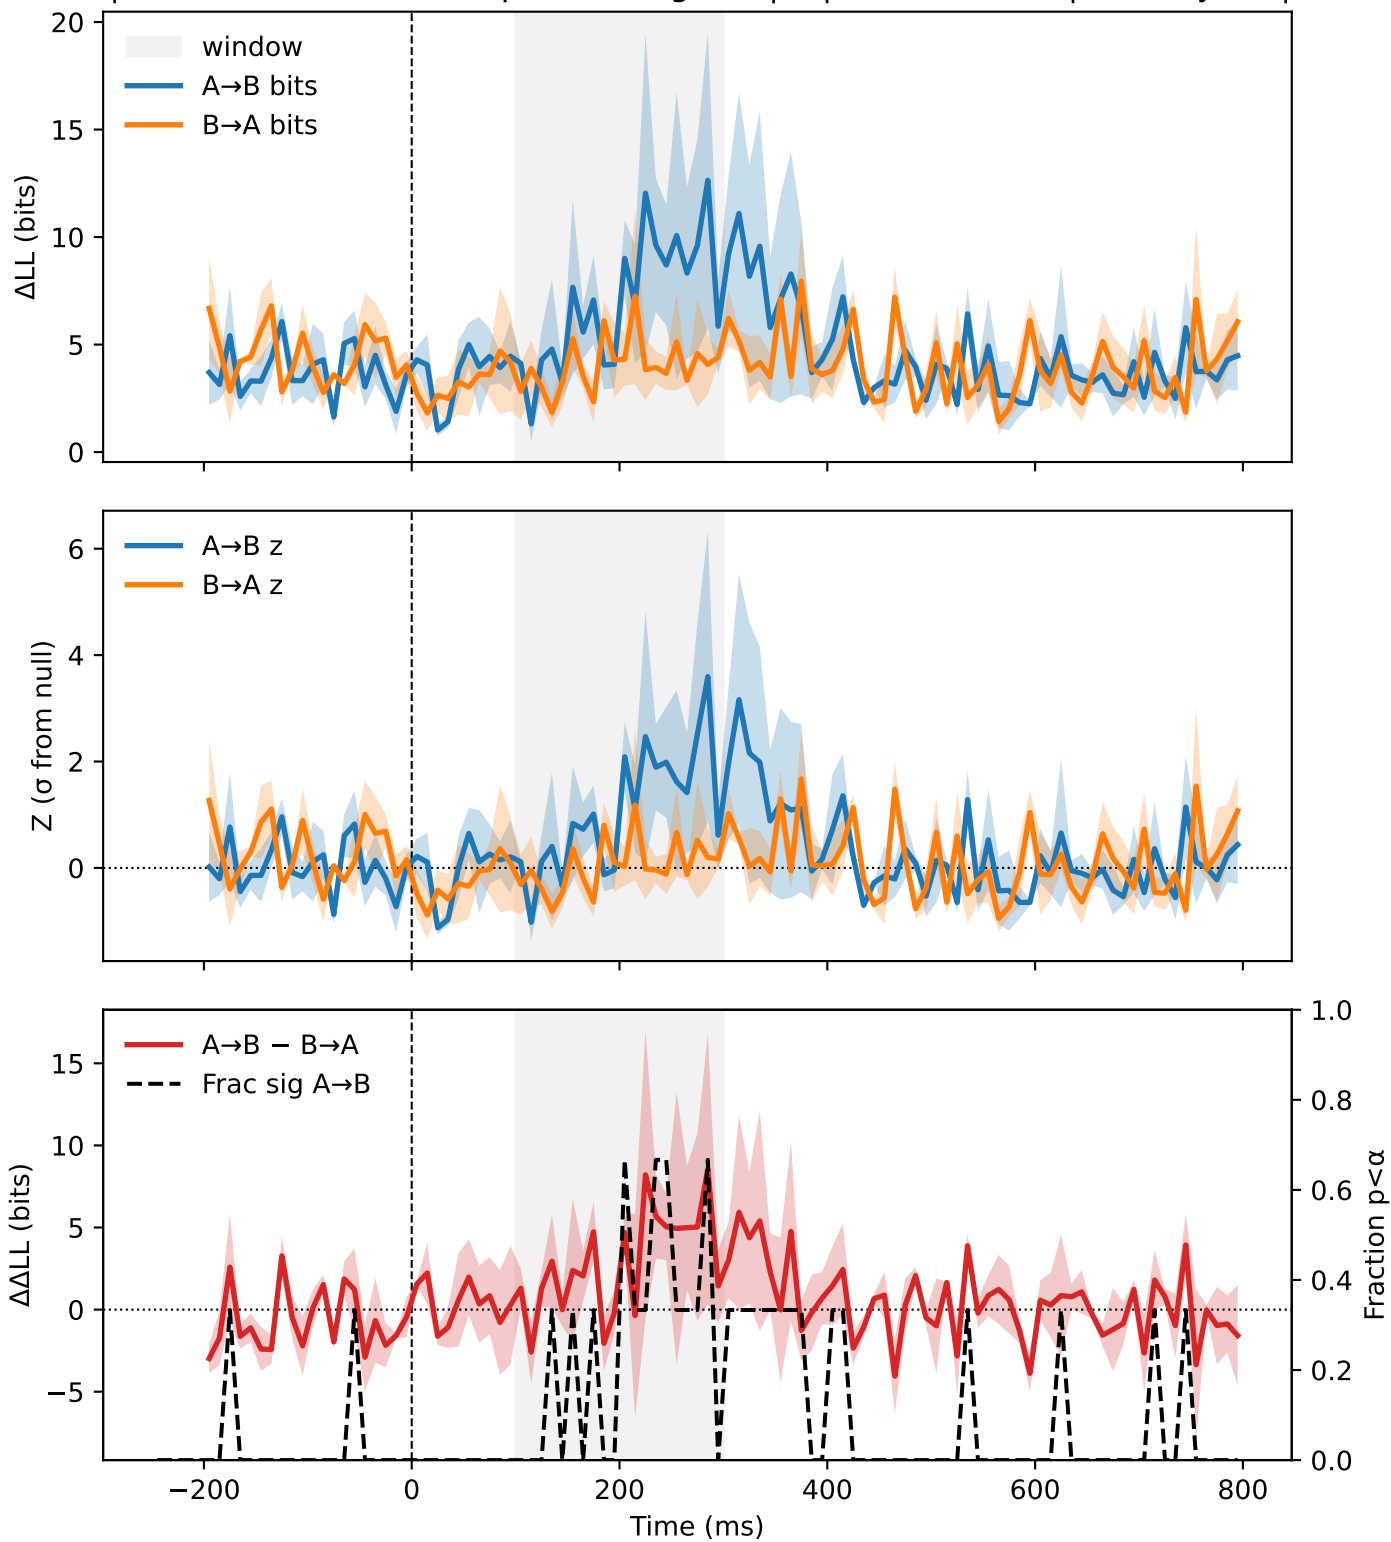 20
15
10
5
0
ΔLL (bits)
window
A→B bits
B→A bits
6
4
2
0
Z (σ from null)
A→B z
B→A z
15
10
5
0
−5
ΔΔLL (bits)
A→B − B→A
Frac sig A→B
1.0
0.8
0.6
0.4
0.2
0.0
Fraction p<α
−200 0 200 400 600 800
Time (ms)